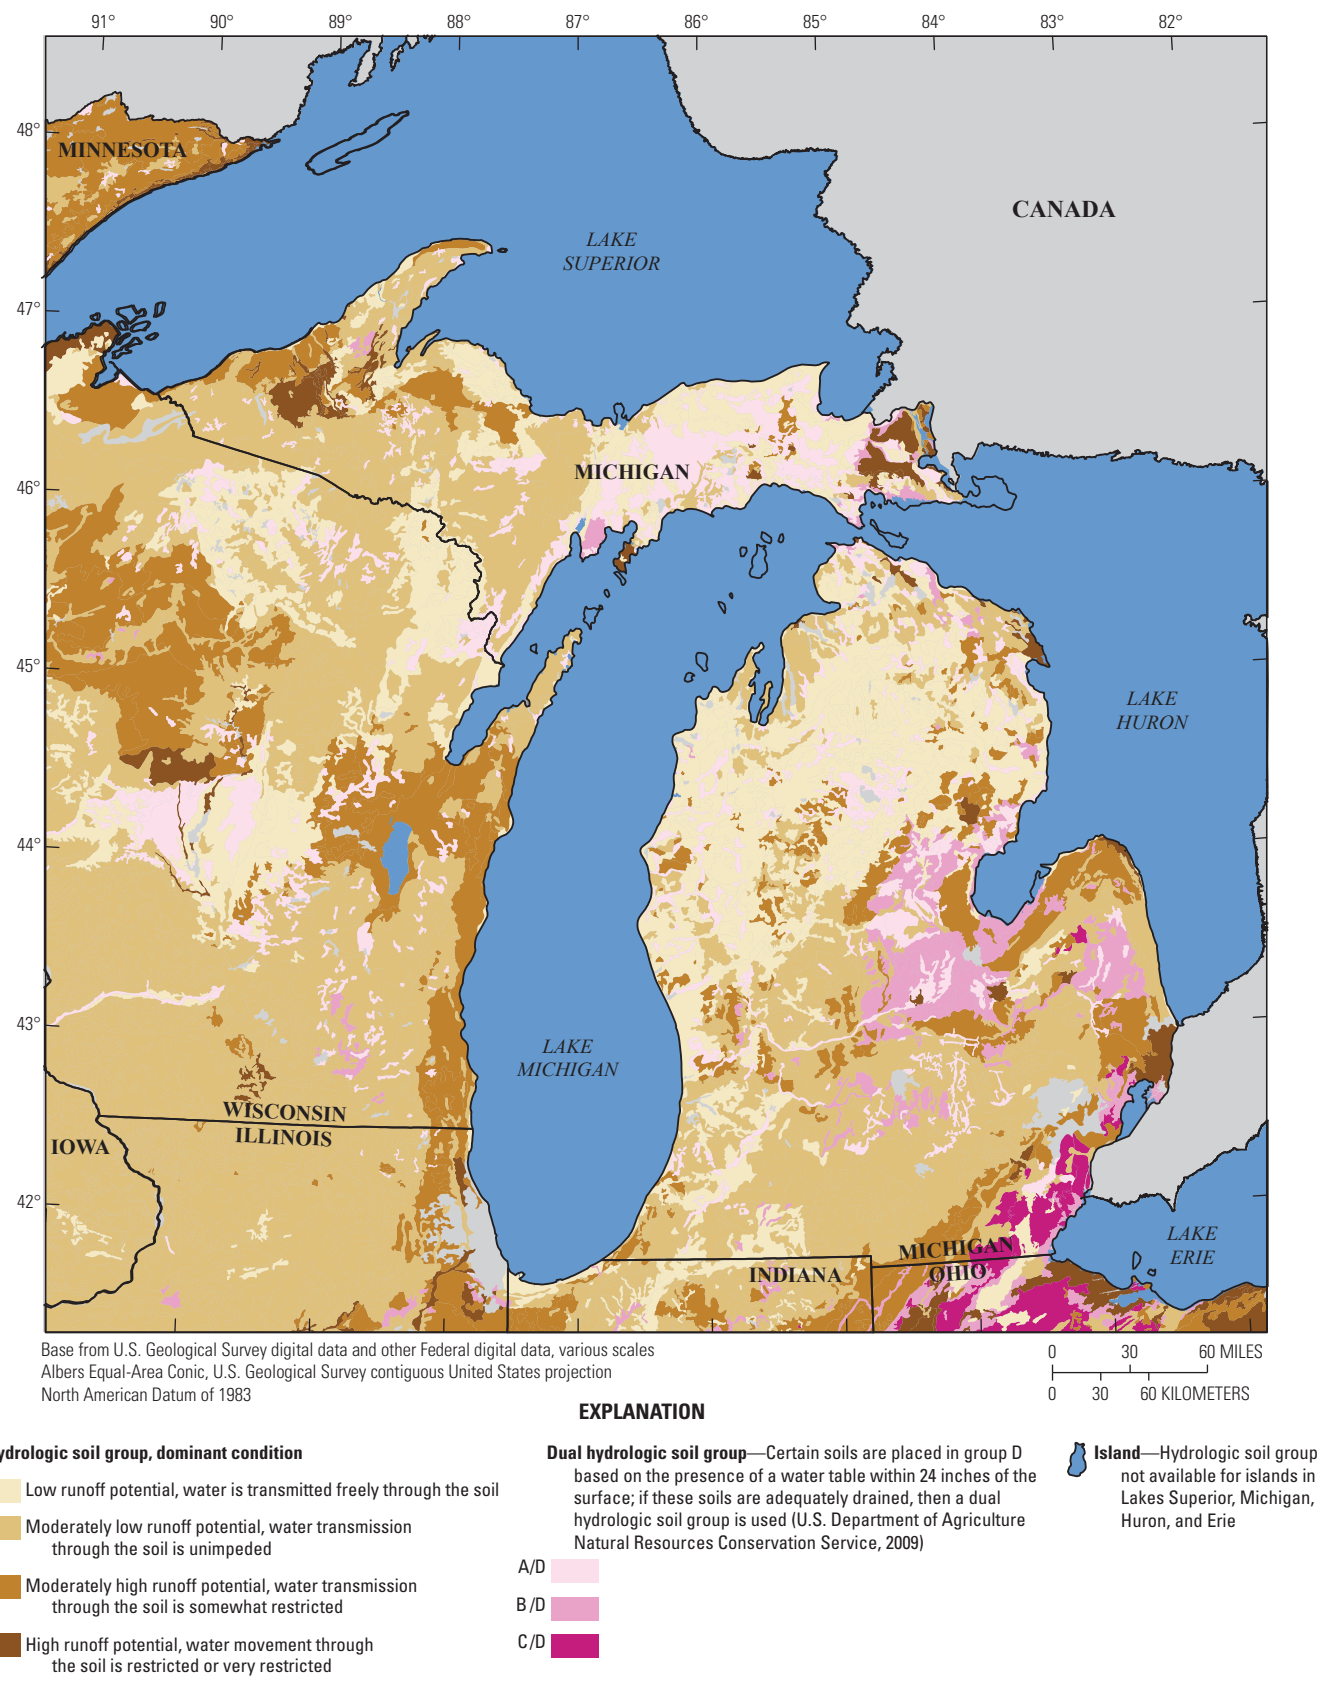 91° 90° 89° 88° 87° 86° 85° 84° 83° 82°
48°
MINNESOTA
CANADA
LAKE
SUPERIOR
47°
MICHIGAN
46°
45°
LAKE
HURON
44°
43°
LAKE
MICHIGAN
WISCONSIN
ILLINOIS
IOWA
42°
LAKE
ERIE
MICHIGAN
OHIO
INDIANA
Base from U.S. Geological Survey digital data and other Federal digital data, various scales
Albers Equal-Area Conic, U.S. Geological Survey contiguous United States projection
North American Datum of 1983
0 30 60 MILES
0 30 60 KILOMETERS
EXPLANATION
ydrologic soil group, dominant condition
Low runoff potential, water is transmitted freely through the soil
Moderately low runoff potential, water transmission
through the soil is unimpeded
Moderately high runoff potential, water transmission
through the soil is somewhat restricted
High runoff potential, water movement through
the soil is restricted or very restricted
Dual hydrologic soil group—Certain soils are placed in group D
based on the presence of a water table within 24 inches of the
surface; if these soils are adequately drained, then a dual
hydrologic soil group is used (U.S. Department of Agriculture
Natural Resources Conservation Service, 2009)
A/D
B/D
C/D
Island—Hydrologic soil group
not available for islands in
Lakes Superior, Michigan,
Huron, and Erie